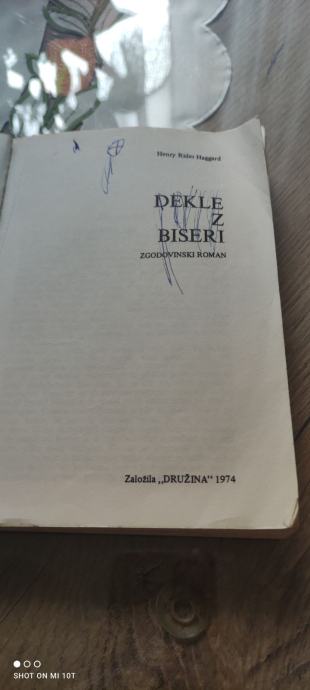 Henry Rider Haggard
DEKLE
Z
BISERI
ZGODOVINSKI ROMAN
Založila „DRUŽINA“ 1974
SHOT ON MI 10T